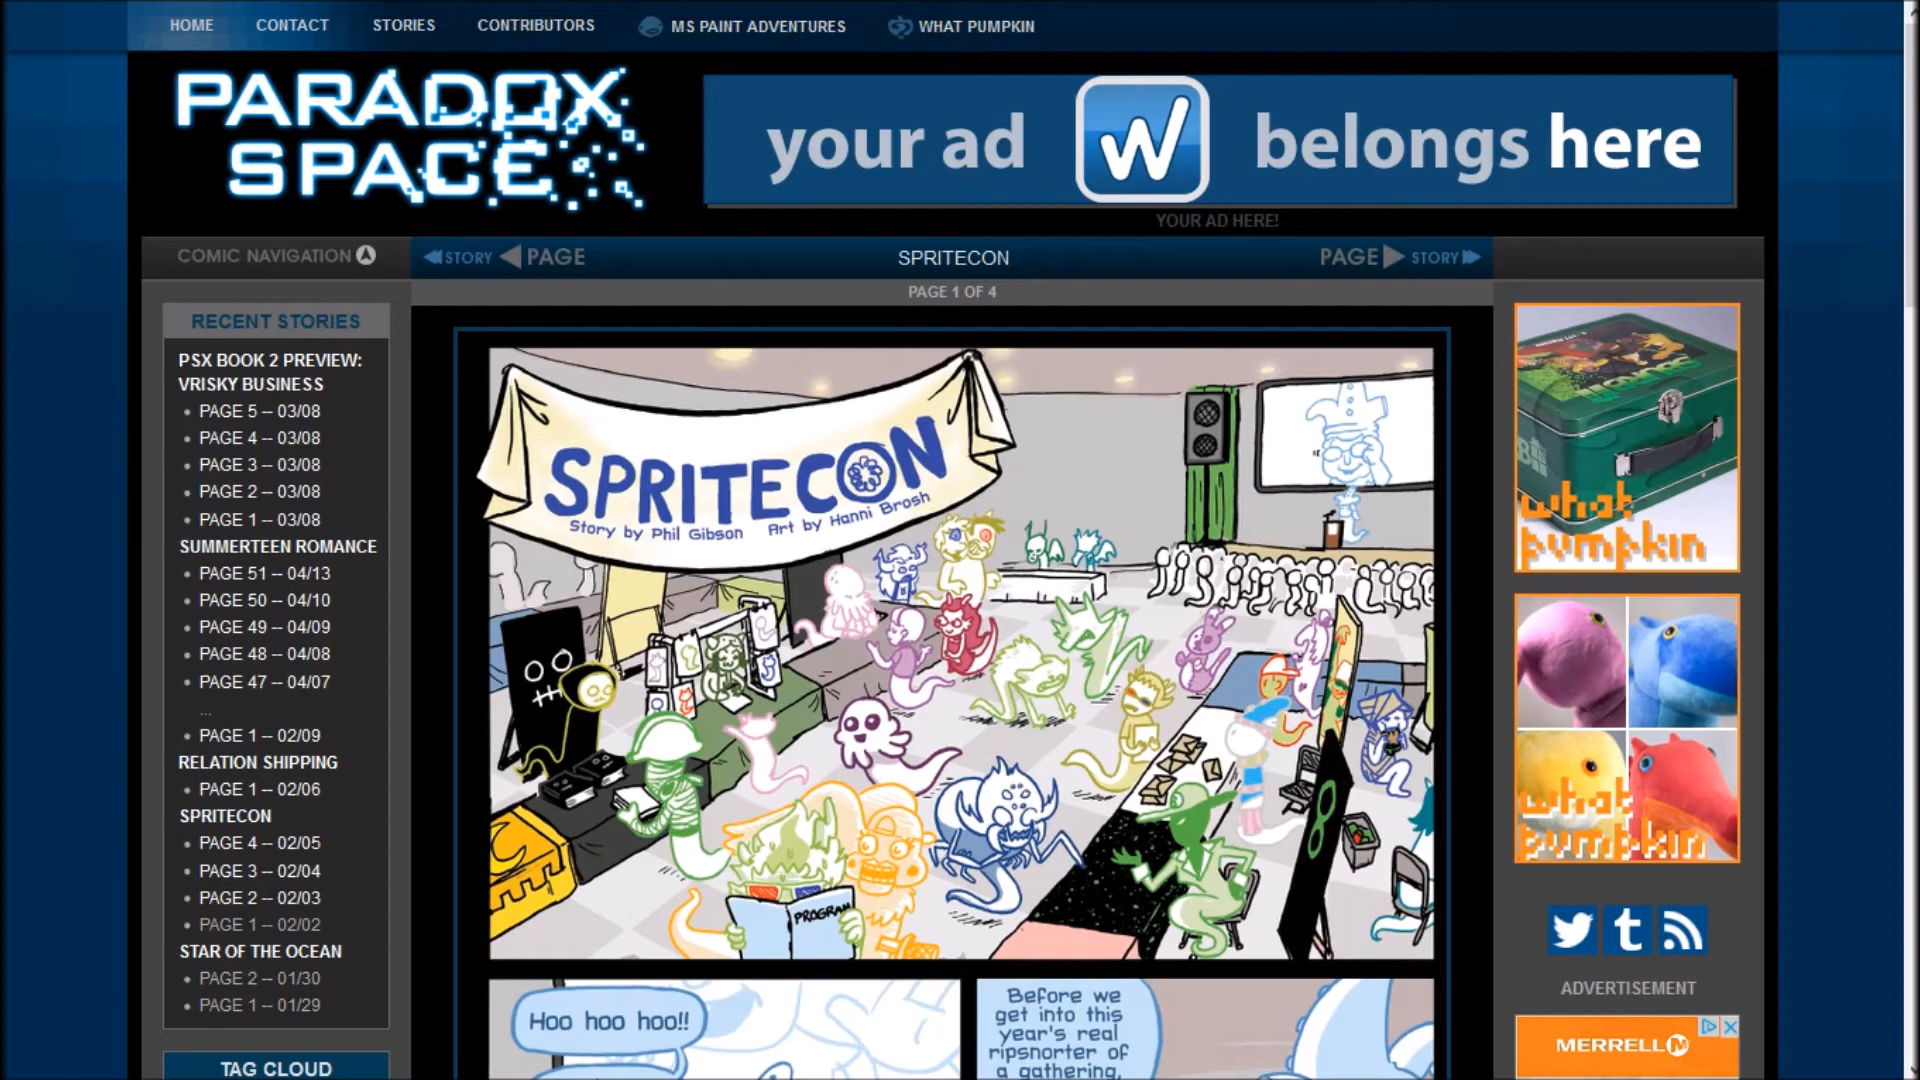 HOME
CONTACT
STORIES
CONTRIBUTORS
MS PAINT ADVENTURES
WHAT PUMPKIN
PARADOX
SPACE
your ad W belongs here
YOUR AD HERE!
COMIC NAVIGATION
STORY PAGE
SPRITECON
PAGE STORY
PAGE 1 OF 4
RECENT STORIES
PSX BOOK 2 PREVIEW:
VRISKY BUSINESS
PAGE 5 -- 03/08
PAGE 4 -- 03/08
PAGE 3 -- 03/08
PAGE 2 -- 03/08
PAGE 1 -- 03/08
SUMMERTEEN ROMANCE
PAGE 51 -- 04/13
PAGE 50 -- 04/10
PAGE 49 -- 04/09
PAGE 48 -- 04/08
PAGE 47 -- 04/07
...
PAGE 1 -- 02/09
RELATION SHIPPING
PAGE 1 -- 02/06
SPRITECON
PAGE 4 -- 02/05
PAGE 3 -- 02/04
PAGE 2 -- 02/03
PAGE 1 -- 02/02
STAR OF THE OCEAN
PAGE 2 -- 01/30
PAGE 1 -- 01/29
TAG CLOUD
SPRITECON
Story by Phil Gibson Art by Hanni Brosh
PROGRAM
8
Hoo hoo hoo!!
Before we
get into this
year's real
ripsnorter of
a gathering,
what
pumpkin
what
pumpkin
ADVERTISEMENT
MERRELL